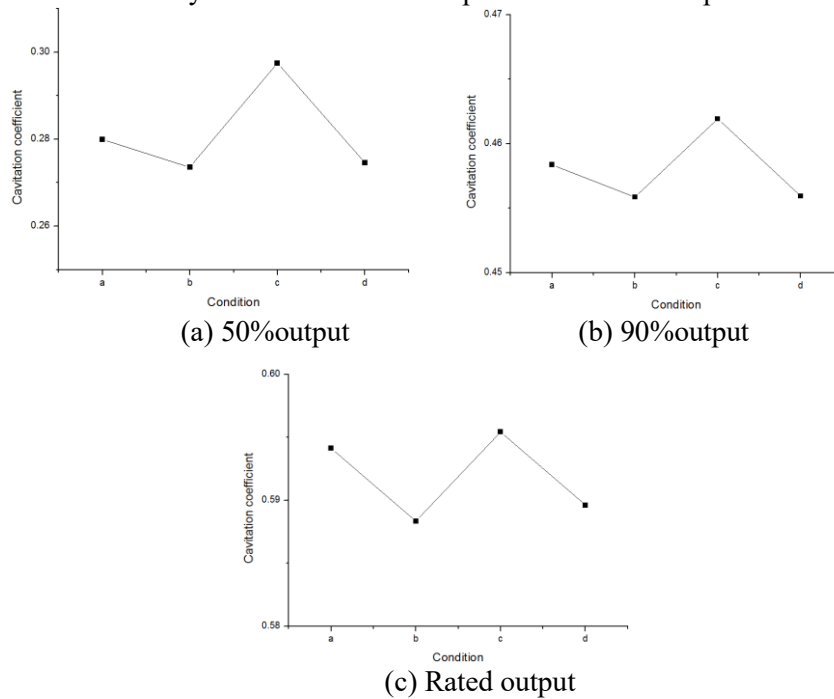 0.30
0.28
0.26
Cavitation coefficient
a b c d
Condition
(a) 50%output
0.47
0.46
0.45
Cavitation coefficient
a b c d
Condition
(b) 90%output
0.60
0.59
0.58
Cavitation coefficient
a b c d
Condition
(c) Rated output